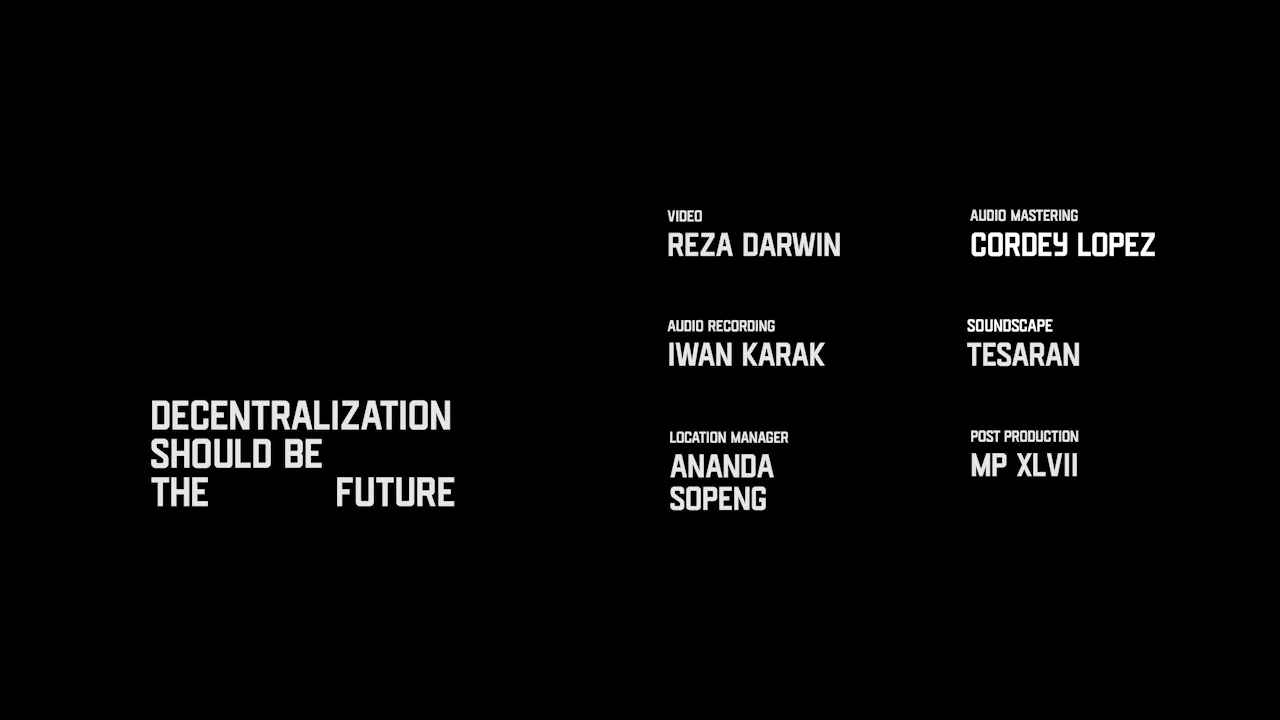 DECENTRALIZATION
SHOULD BE
THE FUTURE
VIDEO
REZA DARWIN
AUDIO RECORDING
IWAN KARAK
LOCATION MANAGER
ANANDA
SOPENG
AUDIO MASTERING
CORDEY LOPEZ
SOUNDSCAPE
TESARAN
POST PRODUCTION
MP XLVII